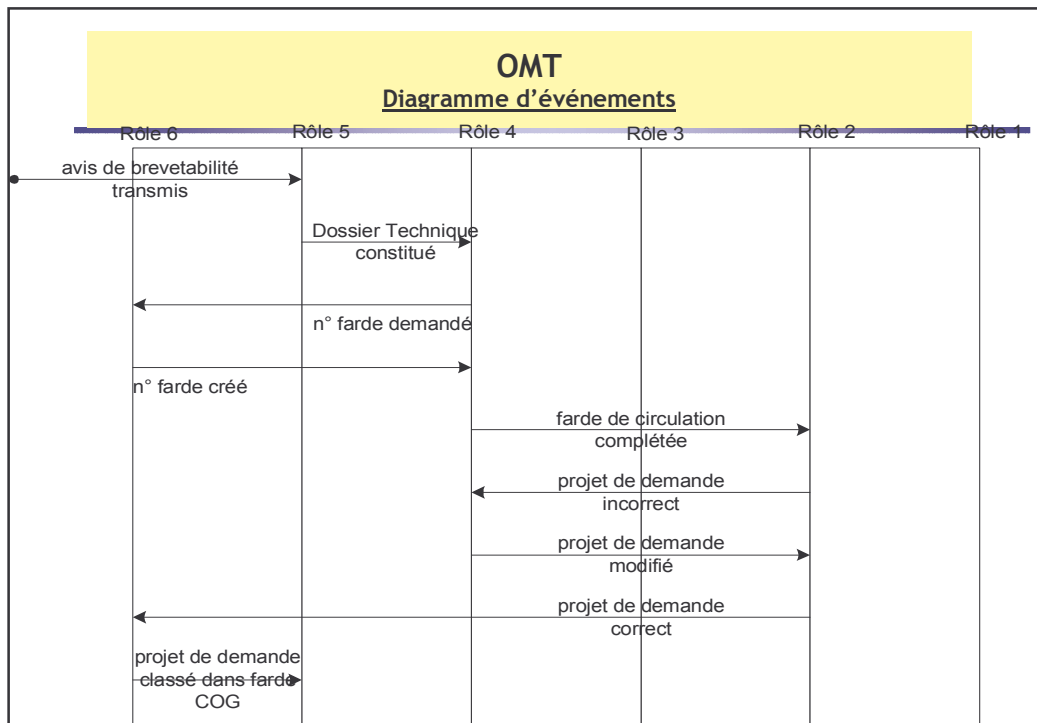 OMT
Diagramme d'événements
Rôle 6 Rôle 5 Rôle 4 Rôle 3 Rôle 2 Rôle 1
avis de brevetabilité
transmis
Dossier Technique
constitué
n° farde demandé
n° farde créé
farde de circulation
complétée
projet de demande
incorrect
projet de demande
modifié
projet de demande
correct
projet de demande
classé dans farde
COG